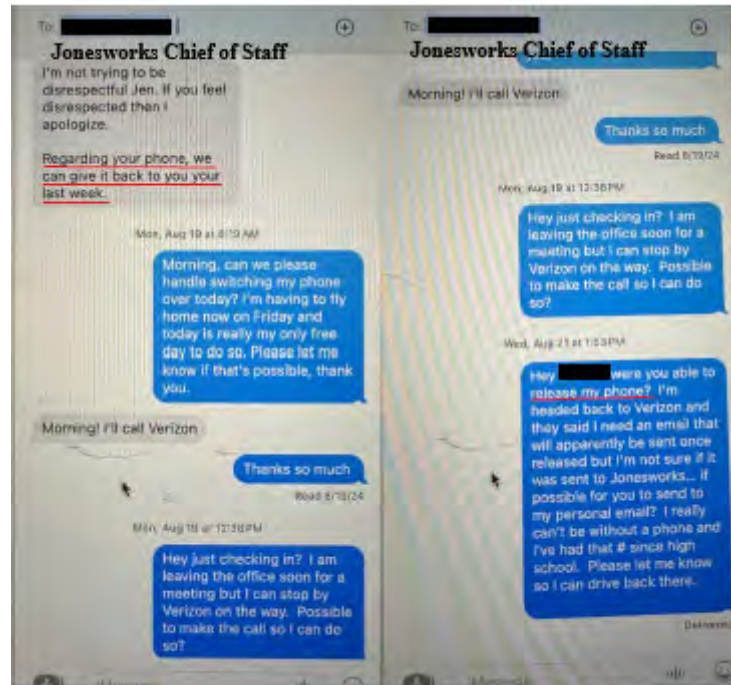 To:
Jonesworks Chief of Staff
I'm not trying to be
disrespectful Jen. If you feel
disrespected then I
apologize.
Regarding your phone, we
can give it back to you your
last week.
Mon, Aug 19 at 8:19 AM
Morning, can we please
handle switching my phone
over today? I'm having to fly
home now on Friday and
today is really my only free
day to do so. Please let me
know if that's possible, thank
you.
Morning! I'll call Verizon
Thanks so much
Read 8/19/24
Mon, Aug 19 at 12:36 PM
Hey just checking in? I am
leaving the office soon for a
meeting but I can stop by
Verizon on the way. Possible
to make the call so I can do
so?
iMessage
To:
Jonesworks Chief of Staff
Morning! I'll call Verizon
Thanks so much
Read 8/19/24
Mon, Aug 19 at 12:36 PM
Hey just checking in? I am
leaving the office soon for a
meeting but I can stop by
Verizon on the way. Possible
to make the call so I can do
so?
Wed, Aug 21 at 1:53 PM
Hey were you able to
release my phone? I'm
headed back to Verizon and
they said I need an email that
will apparently be sent once
released but I'm not sure if it
was sent to Jonesworks... if
possible for you to send to
my personal email? I really
can't be without a phone and
I've had that # since high
school. Please let me know
so I can drive back there.
Delivered
iMessage